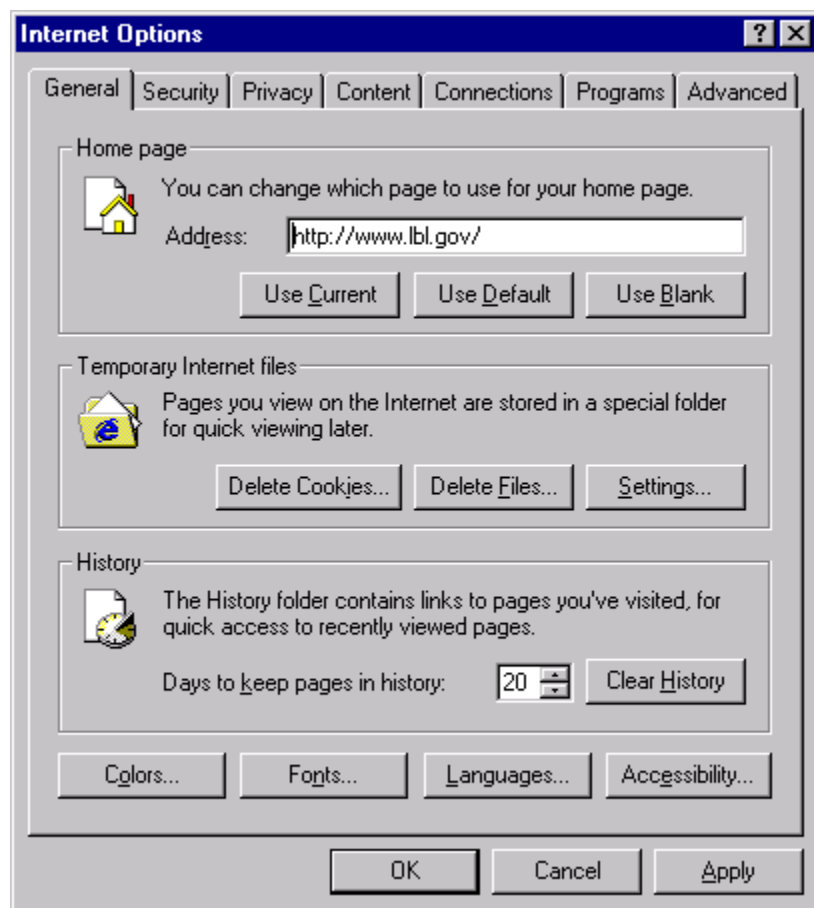 Internet Options
General Security Privacy Content Connections Programs Advanced
Home page
You can change which page to use for your home page.
Address: http://www.lbl.gov/
Use Current Use Default Use Blank
Temporary Internet files
Pages you view on the Internet are stored in a special folder
for quick viewing later.
Delete Cookies... Delete Files... Settings...
History
The History folder contains links to pages you've visited, for
quick access to recently viewed pages.
Days to keep pages in history: 20 Clear History
Colors... Fonts... Languages... Accessibility...
OK Cancel Apply